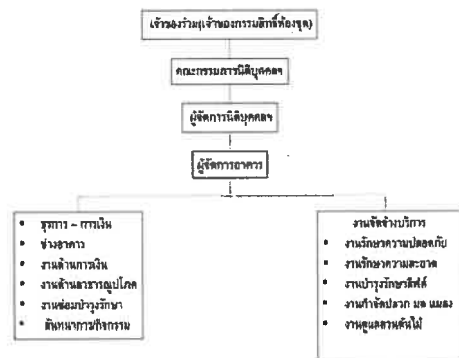 เจ้าของร่วม(เจ้าของกรรมสิทธิ์ห้องชุด)
คณะกรรมการนิติบุคคลฯ
ผู้จัดการนิติบุคคลฯ
ผู้จัดการอาคาร
• ธุรการ – การเงิน
• ช่างอาคาร
• งานด้านการเงิน
• งานด้านสาธารณูปโภค
• งานซ่อมบำรุงรักษา
• สันทนาการ/กิจกรรม
งานจัดจ้างบริการ
• งานรักษาความปลอดภัย
• งานรักษาความสะอาด
• งานบำรุงรักษาลิฟต์
• งานกำจัดปลวก มด แมลง
• งานดูแลสวนต้นไม้